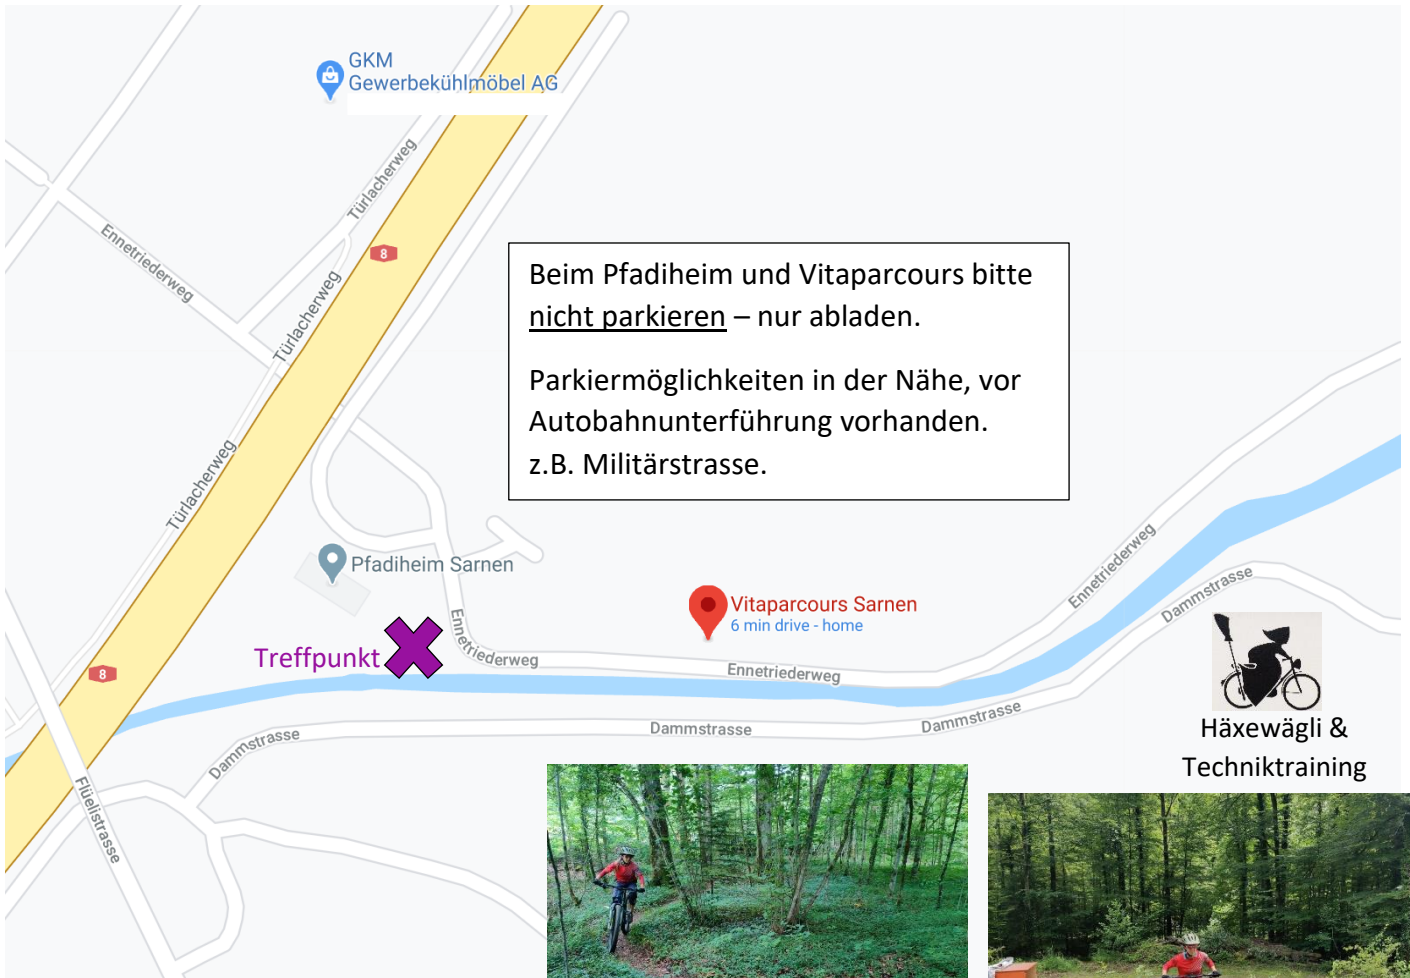 GKM
Gewerbekühlmöbel AG
Türlacherweg
Ennetriederweg
8
Türlacherweg
Beim Pfadiheim und Vitaparcours bitte
nicht parkieren – nur abladen.
Parkiermöglichkeiten in der Nähe, vor
Autobahnunterführung vorhanden.
z.B. Militärstrasse.
Türlacherweg
Pfadiheim Sarnen
Ennetriederweg
Vitaparcours Sarnen
6 min drive - home
Ennetriederweg
Dammstrasse
Treffpunkt
8
Ennetriederweg
Dammstrasse
Dammstrasse
Dammstrasse
Häxewägli &
Techniktraining
Flüelistrasse